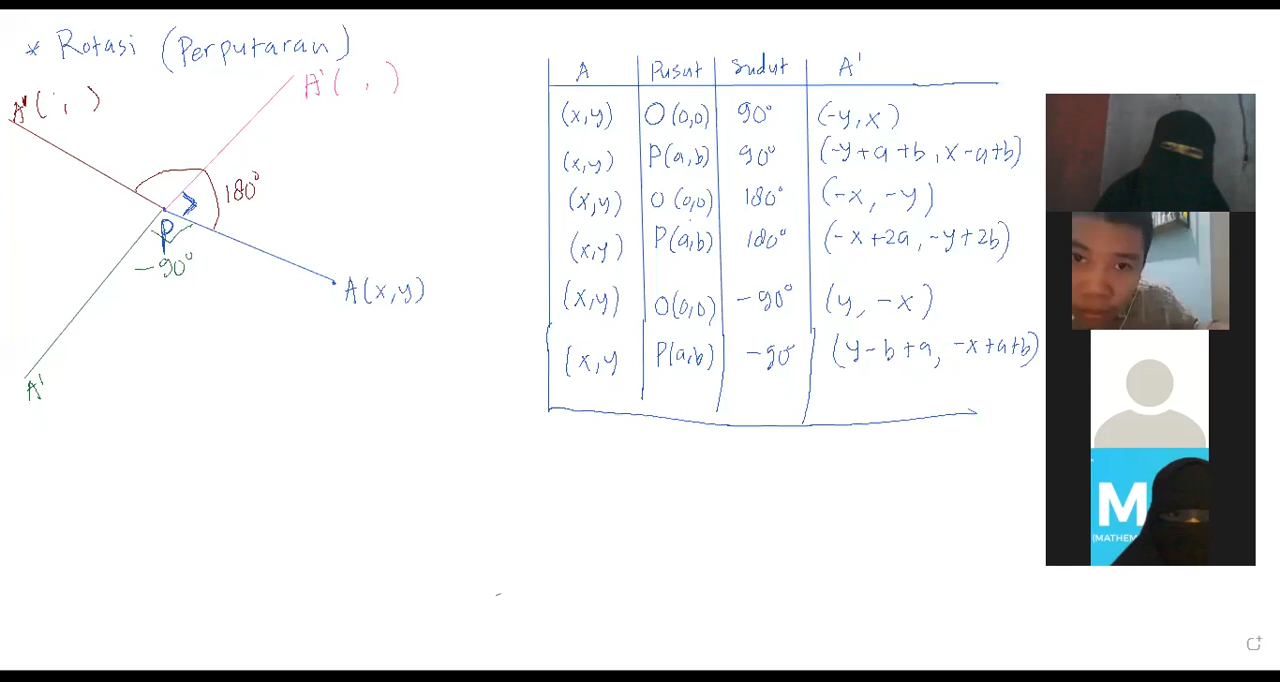 * Rotasi (Perputaran)
A' ( , )
A' ( , )
180°
P
-90°
A(x,y)
A'
A Pusat Sudut A'
(x,y) O(0,0) 90° (-y,x)
(x,y) P(a,b) 90° (-y+a+b, x-a+b)
(x,y) O(0,0) 180° (-x, -y)
(x,y) P(a,b) 180° (-x+2a, -y+2b)
(x,y) O(0,0) -90° (y, -x)
(x,y P(a,b) -90° (y-b+a, -x+a+b)
M
(MATHEM